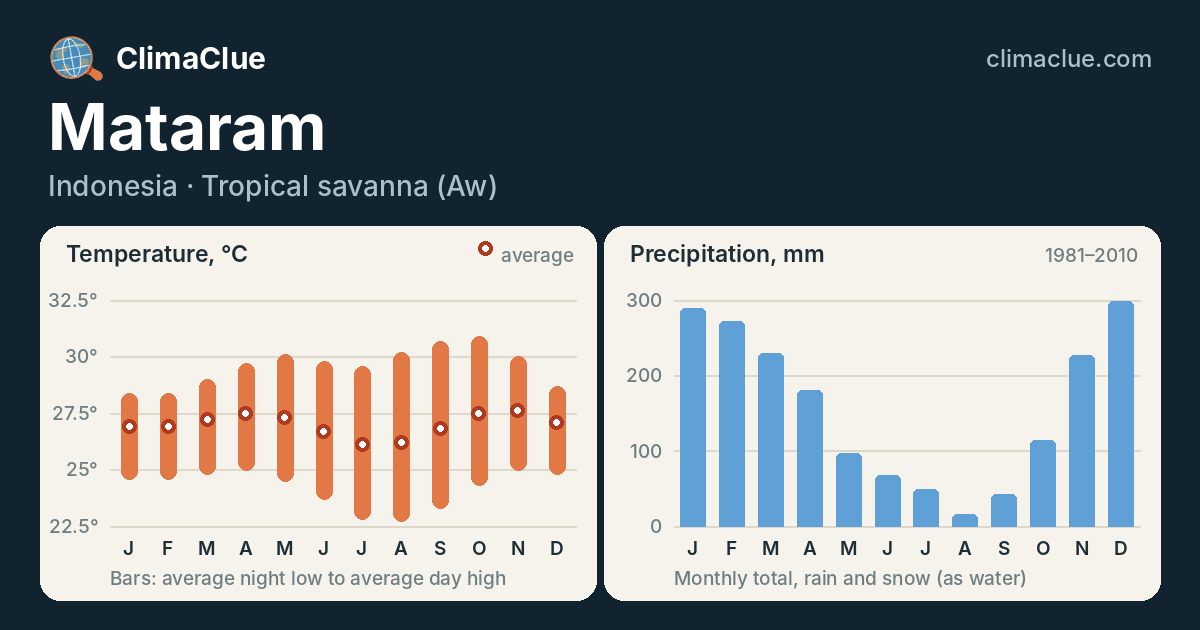 ClimaClue
climaclue.com
Mataram
Indonesia · Tropical savanna (Aw)
Temperature, °C
average
32.5°
30°
27.5°
25°
22.5°
J F M A M J J A S O N D
Bars: average night low to average day high
Precipitation, mm
1981–2010
300
200
100
0
J F M A M J J A S O N D
Monthly total, rain and snow (as water)